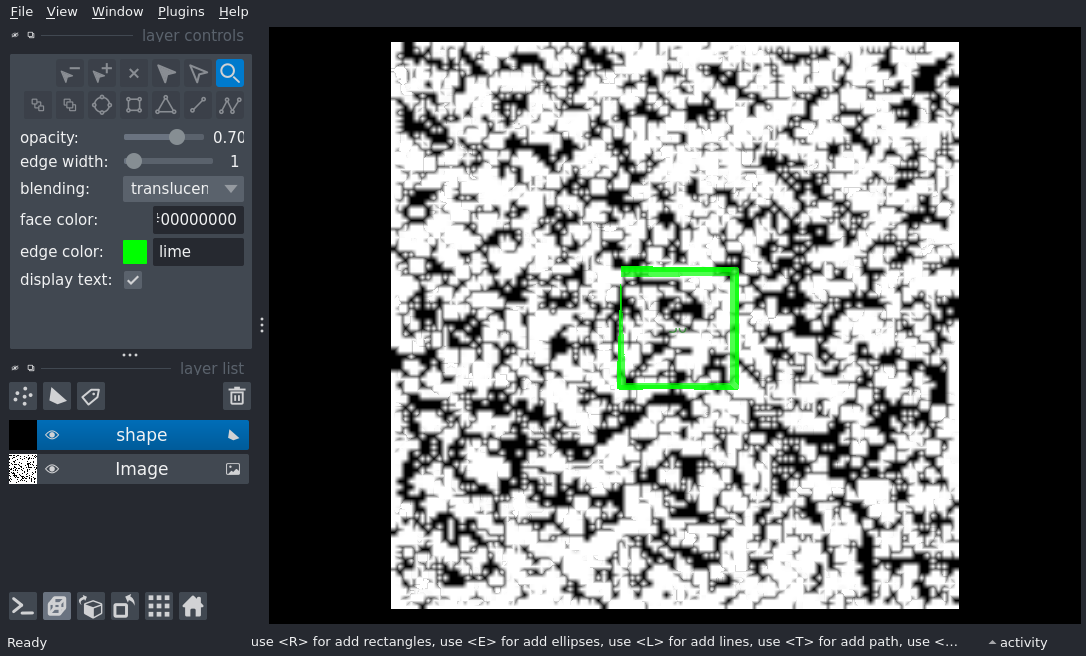 File View Window Plugins Help
layer controls
opacity: 0.70
edge width: 1
blending: translucen
face color: 00000000
edge color: lime
display text:
layer list
shape
Image
Ready use <R> for add rectangles, use <E> for add ellipses, use <L> for add lines, use <T> for add path, use <... activity